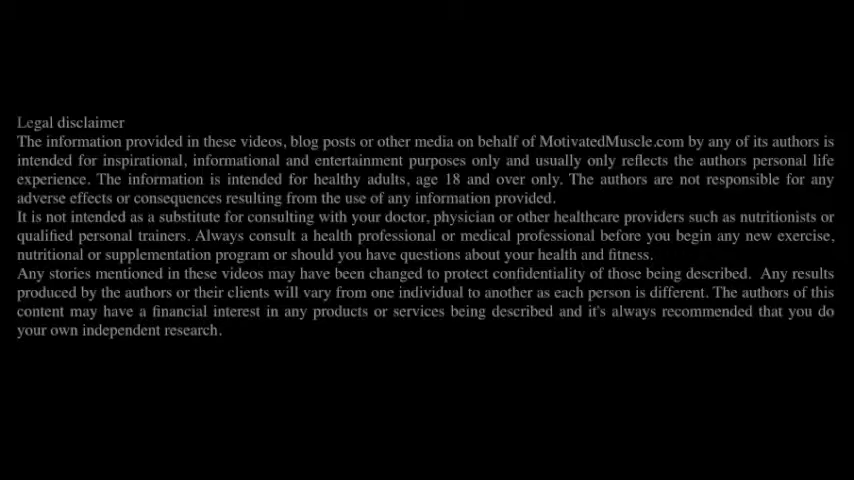 Legal disclaimer
The information provided in these videos, blog posts or other media on behalf of MotivatedMuscle.com by any of its authors is
intended for inspirational, informational and entertainment purposes only and usually only reflects the authors personal life
experience. The information is intended for healthy adults, age 18 and over only. The authors are not responsible for any
adverse effects or consequences resulting from the use of any information provided.
It is not intended as a substitute for consulting with your doctor, physician or other healthcare providers such as nutritionists or
qualified personal trainers. Always consult a health professional or medical professional before you begin any new exercise,
nutritional or supplementation program or should you have questions about your health and fitness.
Any stories mentioned in these videos may have been changed to protect confidentiality of those being described.  Any results
produced by the authors or their clients will vary from one individual to another as each person is different. The authors of this
content may have a financial interest in any products or services being described and it's always recommended that you do
your own independent research.